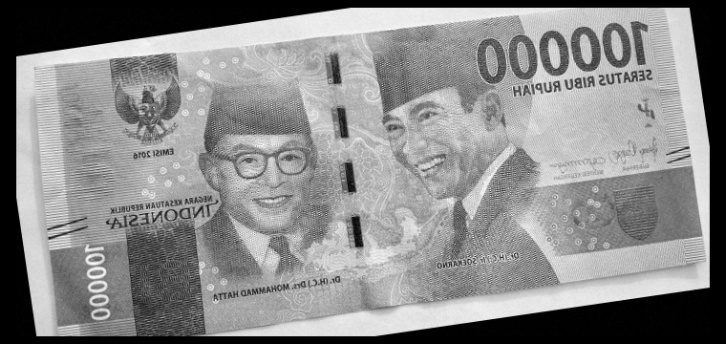 100000
SERATUS RIBU RUPIAH
EMISI 2016
NEGARA KESATUAN REPUBLIK
INDONESIA
100000
Dr. (H.C.) Drs. MOHAMMAD HATTA
Dr. (H.C.) Ir. SOEKARNO